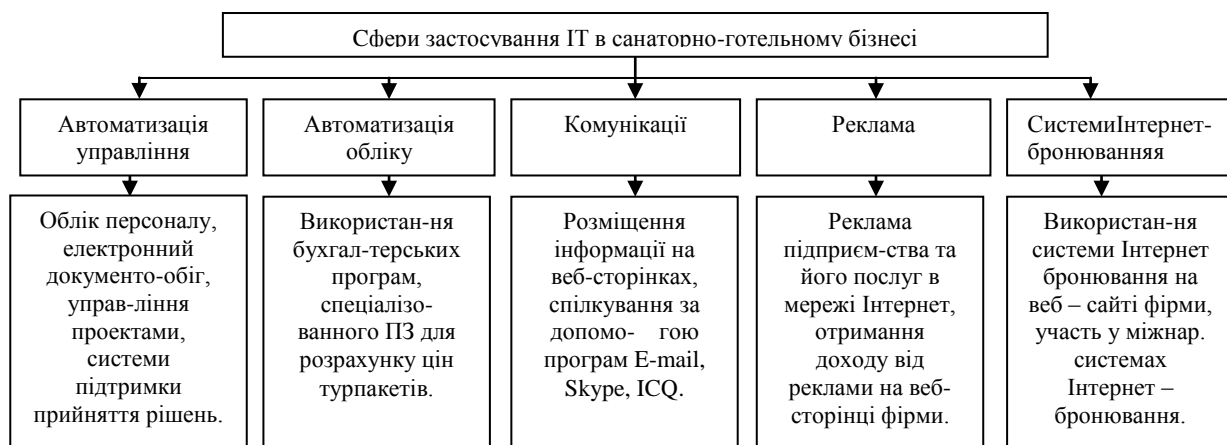 Сфери застосування ІТ в санаторно-готельному бізнесі
Автоматизація
управління
Автоматизація
обліку
Комунікації
Реклама
СистемиІнтернет-
бронюванняя
Облік персоналу,
електронний
документо-обіг,
управ-ління
проектами,
системи
підтримки
прийняття рішень.
Використан-ня
бухгал-терських
програм,
спеціалізо-
ванного ПЗ для
розрахунку цін
турпакетів.
Розміщення
інформації на
веб-сторінках,
спілкування за
допомо- гою
програм E-mail,
Skype, ICQ.
Реклама
підприєм-ства та
його послуг в
мережі Інтернет,
отримання
доходу від
реклами на веб-
сторінці фірми.
Використан-ня
системи Інтернет
бронювання на
веб – сайті фірми,
участь у міжнар.
системах
Інтернет –
бронювання.